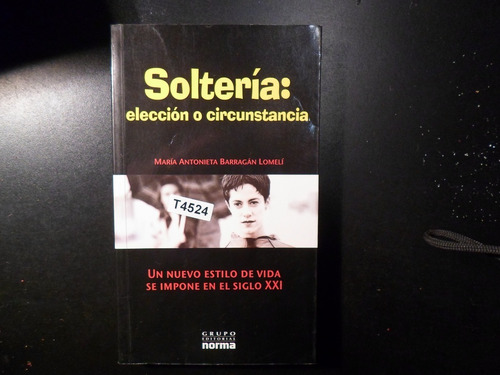 Soltería:
elección o circunstancia
MARÍA ANTONIETA BARRAGÁN LOMELÍ
T4524
UN NUEVO ESTILO DE VIDA
SE IMPONE EN EL SIGLO XXI
GRUPO
EDITORIAL
norma